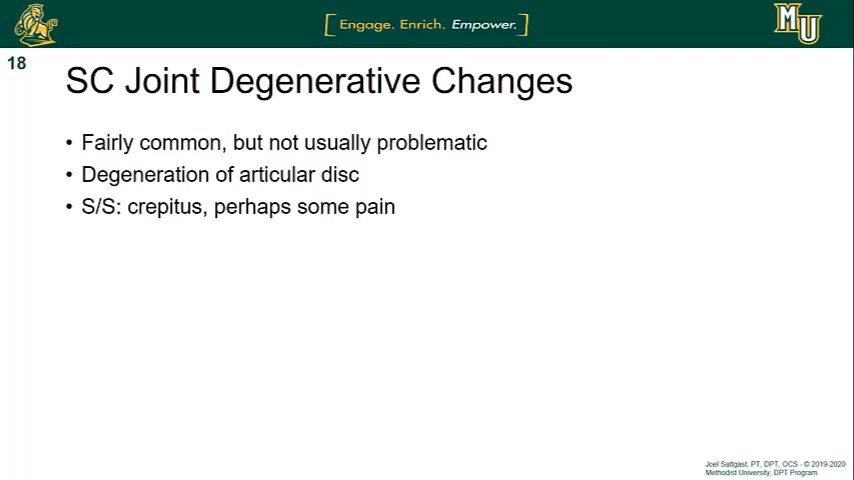 [Engage. Enrich. Empower.]
MU
18
SC Joint Degenerative Changes
• Fairly common, but not usually problematic
• Degeneration of articular disc
• S/S: crepitus, perhaps some pain
Joel Sattgast, PT, DPT, OCS - © 2019-2020
Methodist University, DPT Program